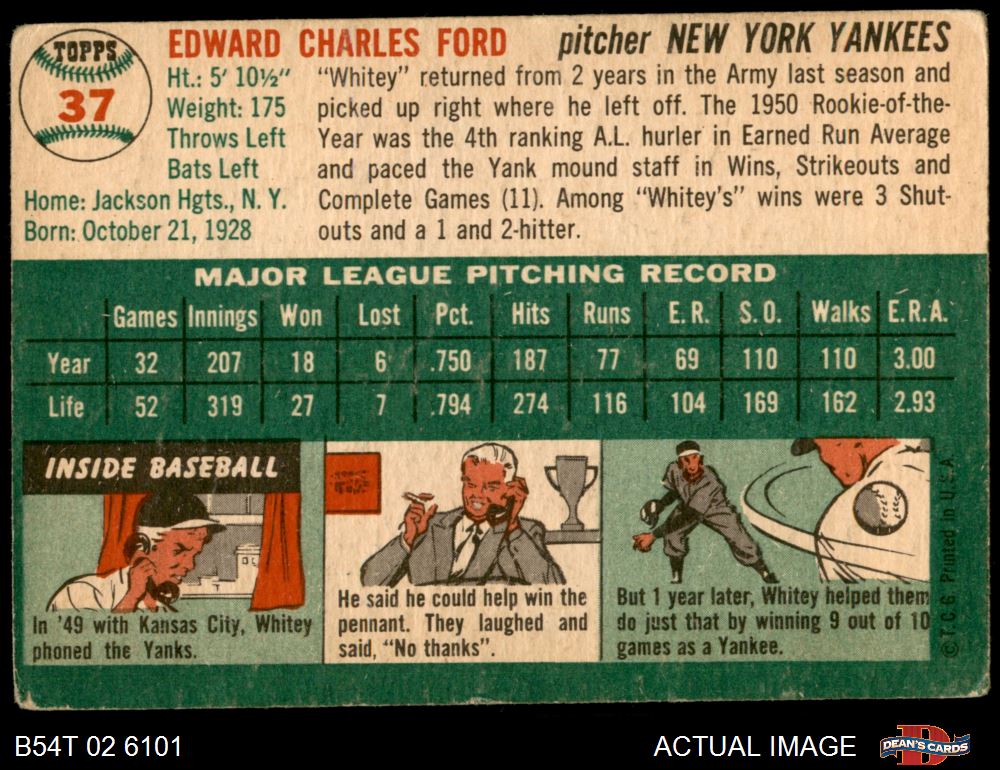 TOPPS
37
EDWARD CHARLES FORD pitcher NEW YORK YANKEES
Ht.: 5' 10½"
Weight: 175
Throws Left
Bats Left
Home: Jackson Hgts., N. Y.
Born: October 21, 1928
"Whitey" returned from 2 years in the Army last season and
picked up right where he left off. The 1950 Rookie-of-the-
Year was the 4th ranking A.L. hurler in Earned Run Average
and paced the Yank mound staff in Wins, Strikeouts and
Complete Games (11). Among "Whitey's" wins were 3 Shut-
outs and a 1 and 2-hitter.
MAJOR LEAGUE PITCHING RECORD
Games Innings Won Lost Pct. Hits Runs E. R. S. O. Walks E.R.A.
Year 32 207 18 6 .750 187 77 69 110 110 3.00
Life 52 319 27 7 .794 274 116 104 169 162 2.93
INSIDE BASEBALL
In '49 with Kansas City, Whitey
phoned the Yanks.
He said he could help win the
pennant. They laughed and
said, "No thanks".
But 1 year later, Whitey helped them
do just that by winning 9 out of 10
games as a Yankee.
© T. C. G. Printed in U. S. A
B54T 02 6101
ACTUAL IMAGE
D
DEAN'S CARDS